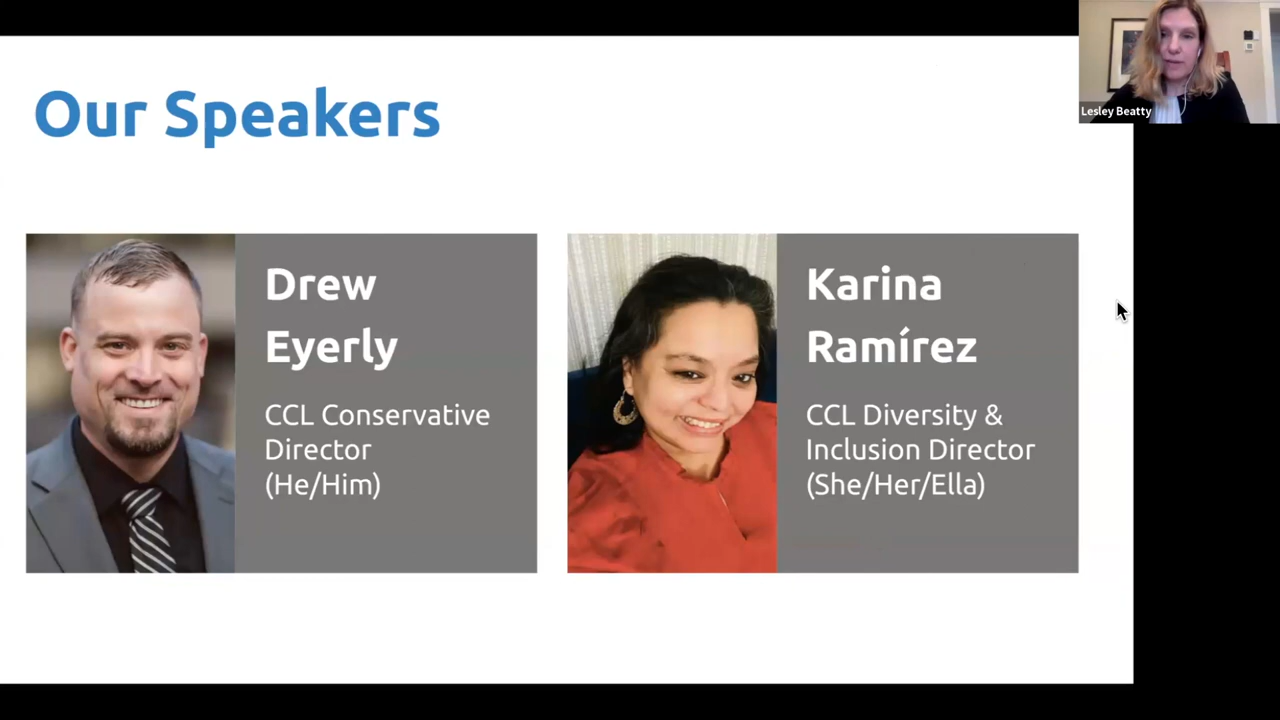 Our Speakers
Drew
Eyerly
CCL Conservative
Director
(He/Him)
Karina
Ramírez
CCL Diversity &
Inclusion Director
(She/Her/Ella)
Lesley Beatty